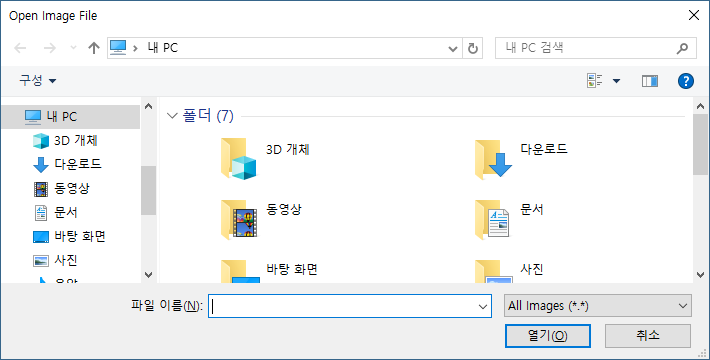 Open Image File
내 PC
내 PC 검색
구성
내 PC
3D 개체
다운로드
동영상
문서
바탕 화면
사진
폴더 (7)
3D 개체
다운로드
동영상
문서
바탕 화면
사진
파일 이름(N):
All Images (*.*)
열기(O)
취소